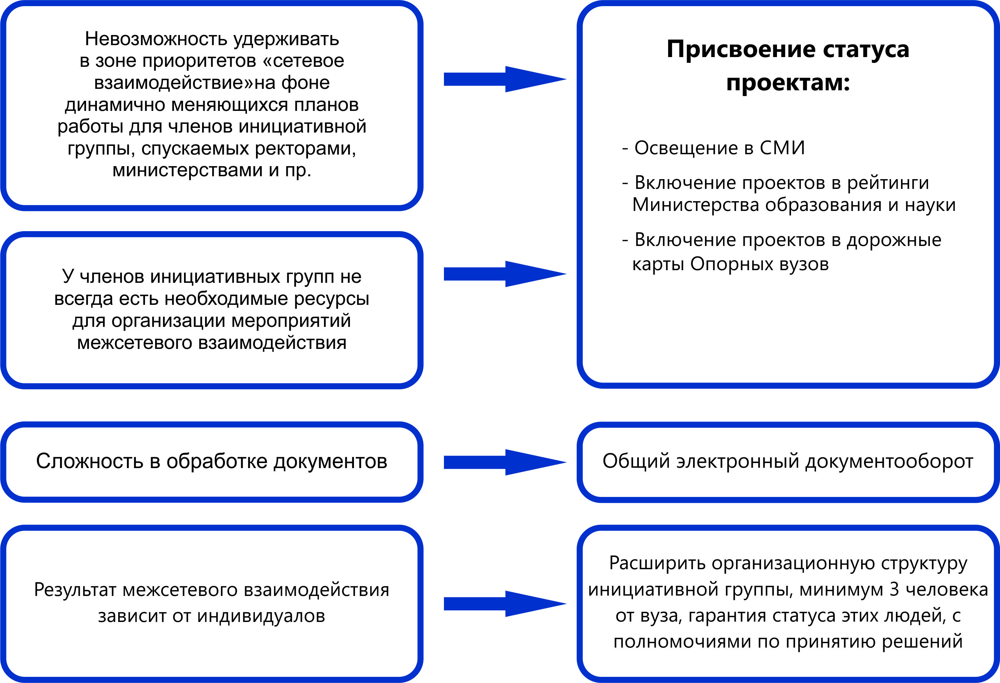 Невозможность удерживать
в зоне приоритетов «сетевое
взаимодействие»на фоне
динамично меняющихся планов
работы для членов инициативной
группы, спускаемых ректорами,
министерствами и пр.
Присвоение статуса
проектам:
- Освещение в СМИ
- Включение проектов в рейтинги
Министерства образования и науки
- Включение проектов в дорожные
карты Опорных вузов
У членов инициативных групп не
всегда есть необходимые ресурсы
для организации мероприятий
межсетевого взаимодействия
Сложность в обработке документов
Общий электронный документооборот
Результат межсетевого взаимодействия
зависит от индивидуалов
Расширить организационную структуру
инициативной группы, минимум 3 человека
от вуза, гарантия статуса этих людей, с
полномочиями по принятию решений